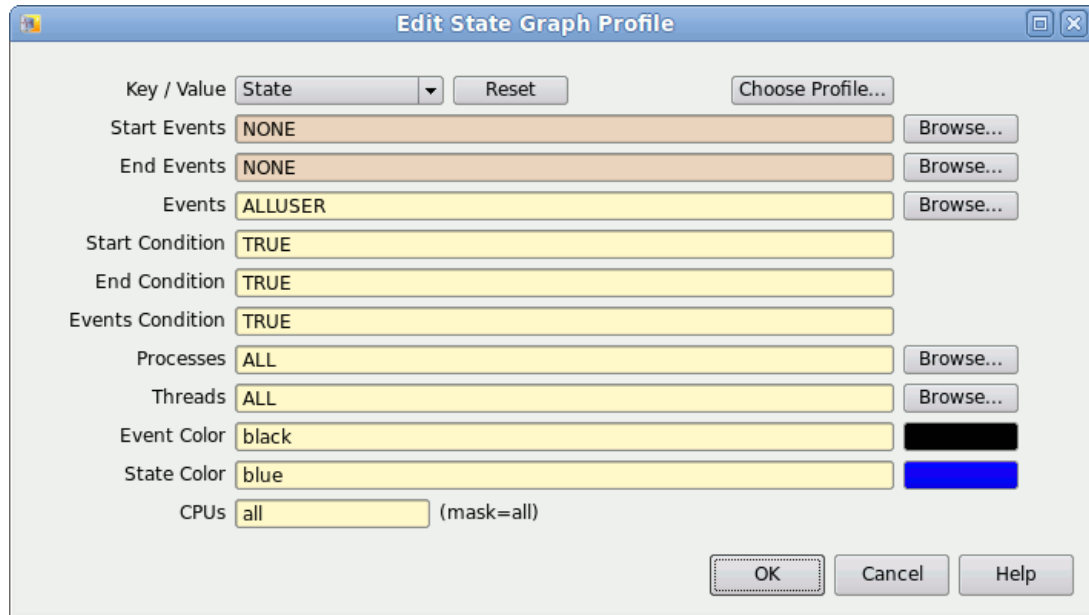 Edit State Graph Profile
Key / Value State Reset Choose Profile...
Start Events NONE Browse...
End Events NONE Browse...
Events ALLUSER Browse...
Start Condition TRUE
End Condition TRUE
Events Condition TRUE
Processes ALL Browse...
Threads ALL Browse...
Event Color black
State Color blue
CPUs all (mask=all)
OK Cancel Help